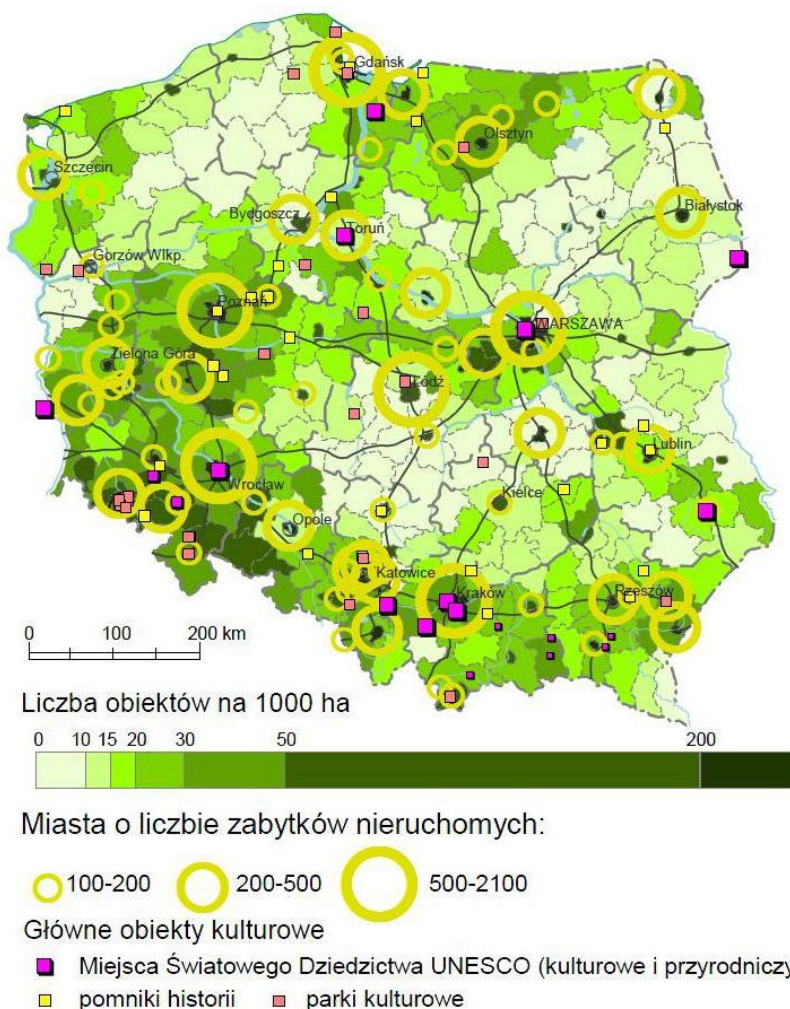 Gdańsk
Olsztyn
Szczecin
Bydgoszcz
Białystok
Toruń
Gorzów Wlkp.
Poznań
WARSZAWA
Zielona Góra
Łódź
Lublin
Wrocław
Kielce
Opole
Katowice
Kraków
Rzeszów
0 100 200 km
Liczba obiektów na 1000 ha
0 10 15 20 30 50 200
Miasta o liczbie zabytków nieruchomych:
100-200 200-500 500-2100
Główne obiekty kulturowe
Miejsca Światowego Dziedzictwa UNESCO (kulturowe i przyrodniczy
pomniki historii parki kulturowe